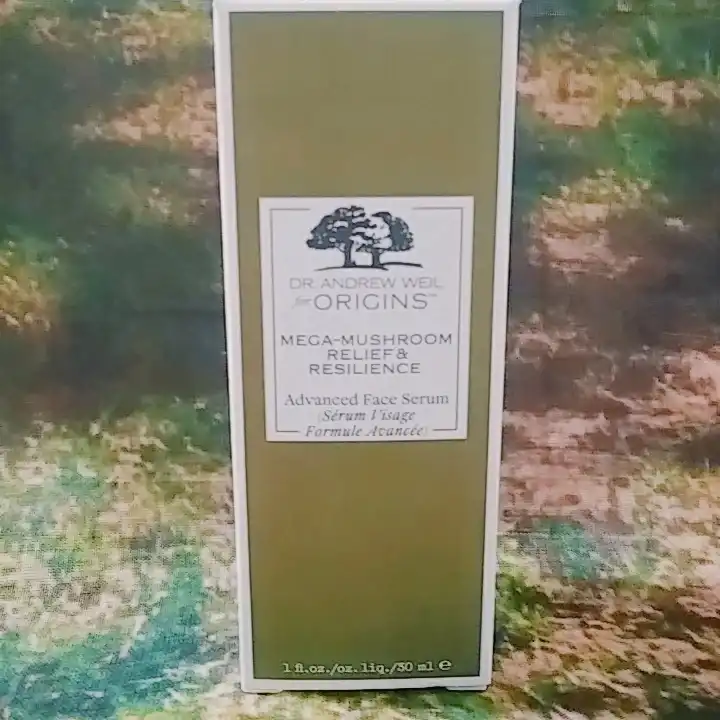 DR. ANDREW WEIL
for ORIGINS™
MEGA-MUSHROOM
RELIEF &
RESILIENCE
Advanced Face Serum
(Sérum Visage
Formule Avancée)
1 fl.oz./oz. liq./30 ml e